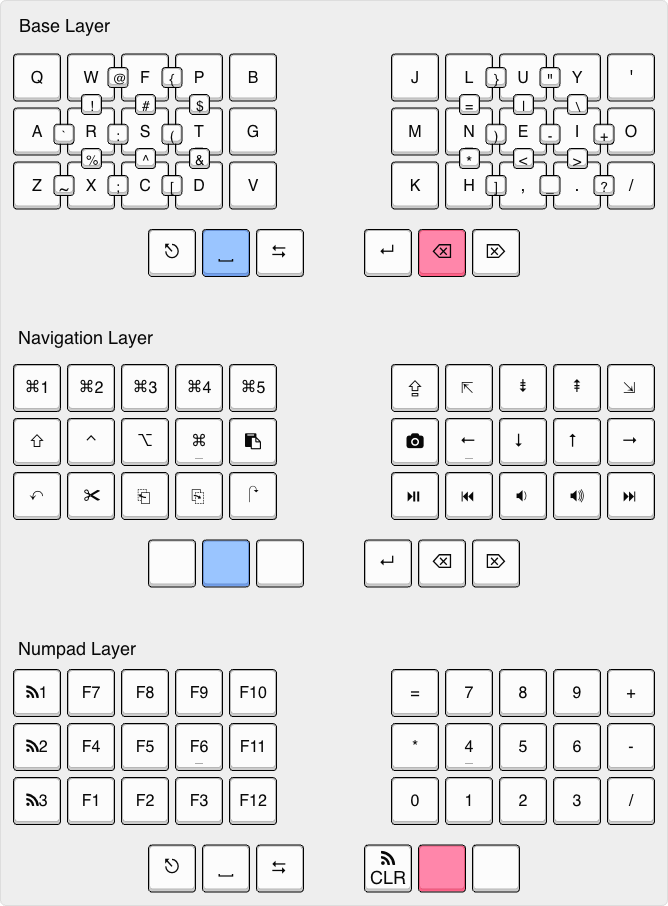 Base Layer
Q W @ F { P B J L } U " Y '
! # $ = | \
A ` R : S ( T G M N ) E - I + O
% ^ & * < >
Z ~ X ; C [ D V K H ] , _ . ? /
⎋ ⎵ ⇆ ↵ ⌫ ⌦
Navigation Layer
⌘1 ⌘2 ⌘3 ⌘4 ⌘5 ⇪ ⇱ ⇟ ⇞ ⇲
⇧ ^ ⌥ ⌘ ← ↓ ↑ →
↶ ✂ ⏯ ⏮ ⏭
↵ ⌫ ⌦
Numpad Layer
1 F7 F8 F9 F10 = 7 8 9 +
2 F4 F5 F6 F11 * 4 5 6 -
3 F1 F2 F3 F12 0 1 2 3 /
⎋ ⎵ ⇆ CLR